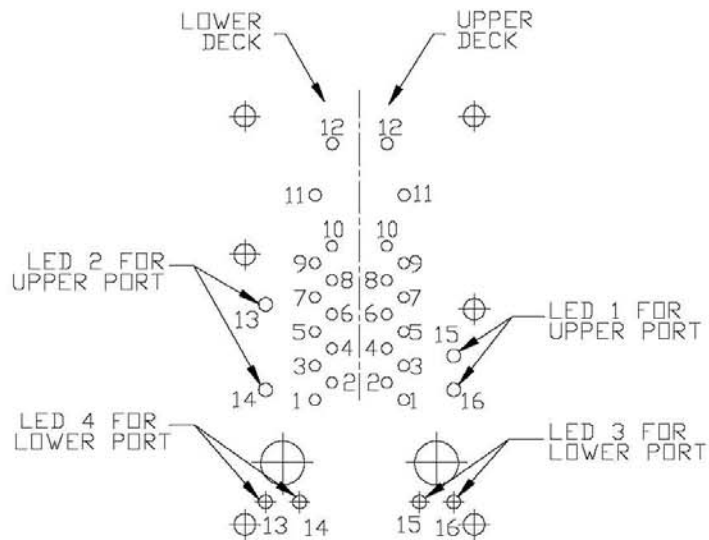 LOWER
DECK
UPPER
DECK
12 12
11 11
10 10
9 9
8 8
LED 2 FOR
UPPER PORT
7 7
13
6 6
LED 1 FOR
UPPER PORT
5 5
15
4 4
3 3
2 2
14 1 1 16
LED 4 FOR
LOWER PORT
LED 3 FOR
LOWER PORT
13 14 15 16